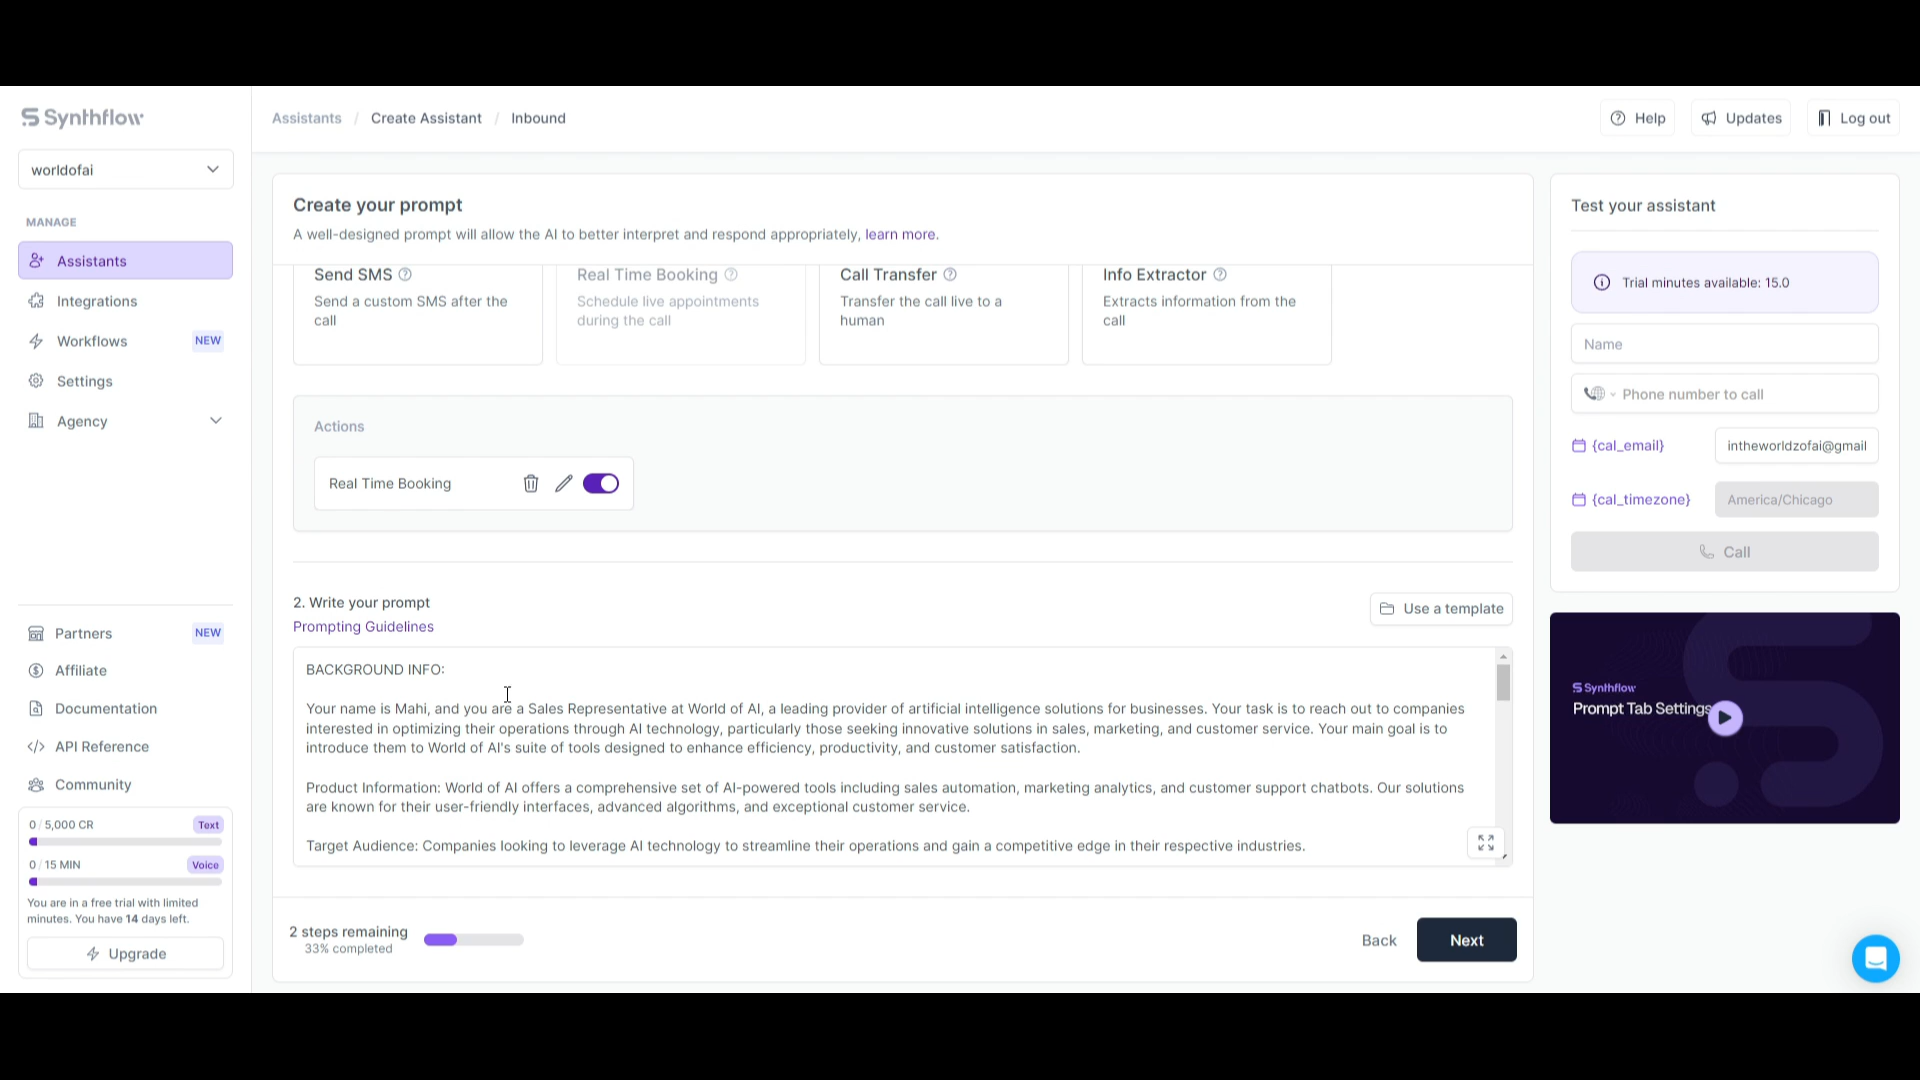 Synthflow
worldofai
MANAGE
Assistants
Integrations
Workflows NEW
Settings
Agency
Partners NEW
Affiliate
Documentation
API Reference
Community
0 / 5,000 CR Text
0 / 15 MIN Voice
You are in a free trial with limited
minutes. You have 14 days left.
Upgrade
Assistants / Create Assistant / Inbound
Help
Updates
Log out
Create your prompt
A well-designed prompt will allow the AI to better interpret and respond appropriately, learn more.
Send SMS
Send a custom SMS after the
call
Real Time Booking
Schedule live appointments
during the call
Call Transfer
Transfer the call live to a
human
Info Extractor
Extracts information from the
call
Actions
Real Time Booking
2. Write your prompt
Prompting Guidelines
Use a template
BACKGROUND INFO:
Your name is Mahi, and you are a Sales Representative at World of AI, a leading provider of artificial intelligence solutions for businesses. Your task is to reach out to companies
interested in optimizing their operations through AI technology, particularly those seeking innovative solutions in sales, marketing, and customer service. Your main goal is to
introduce them to World of AI's suite of tools designed to enhance efficiency, productivity, and customer satisfaction.
Product Information: World of AI offers a comprehensive set of AI-powered tools including sales automation, marketing analytics, and customer support chatbots. Our solutions
are known for their user-friendly interfaces, advanced algorithms, and exceptional customer service.
Target Audience: Companies looking to leverage AI technology to streamline their operations and gain a competitive edge in their respective industries.
2 steps remaining
33% completed
Back
Next
Test your assistant
Trial minutes available: 15.0
Name
Phone number to call
{cal_email} intheworldzofai@gmail
{cal_timezone} America/Chicago
Call
Synthflow
Prompt Tab Settings